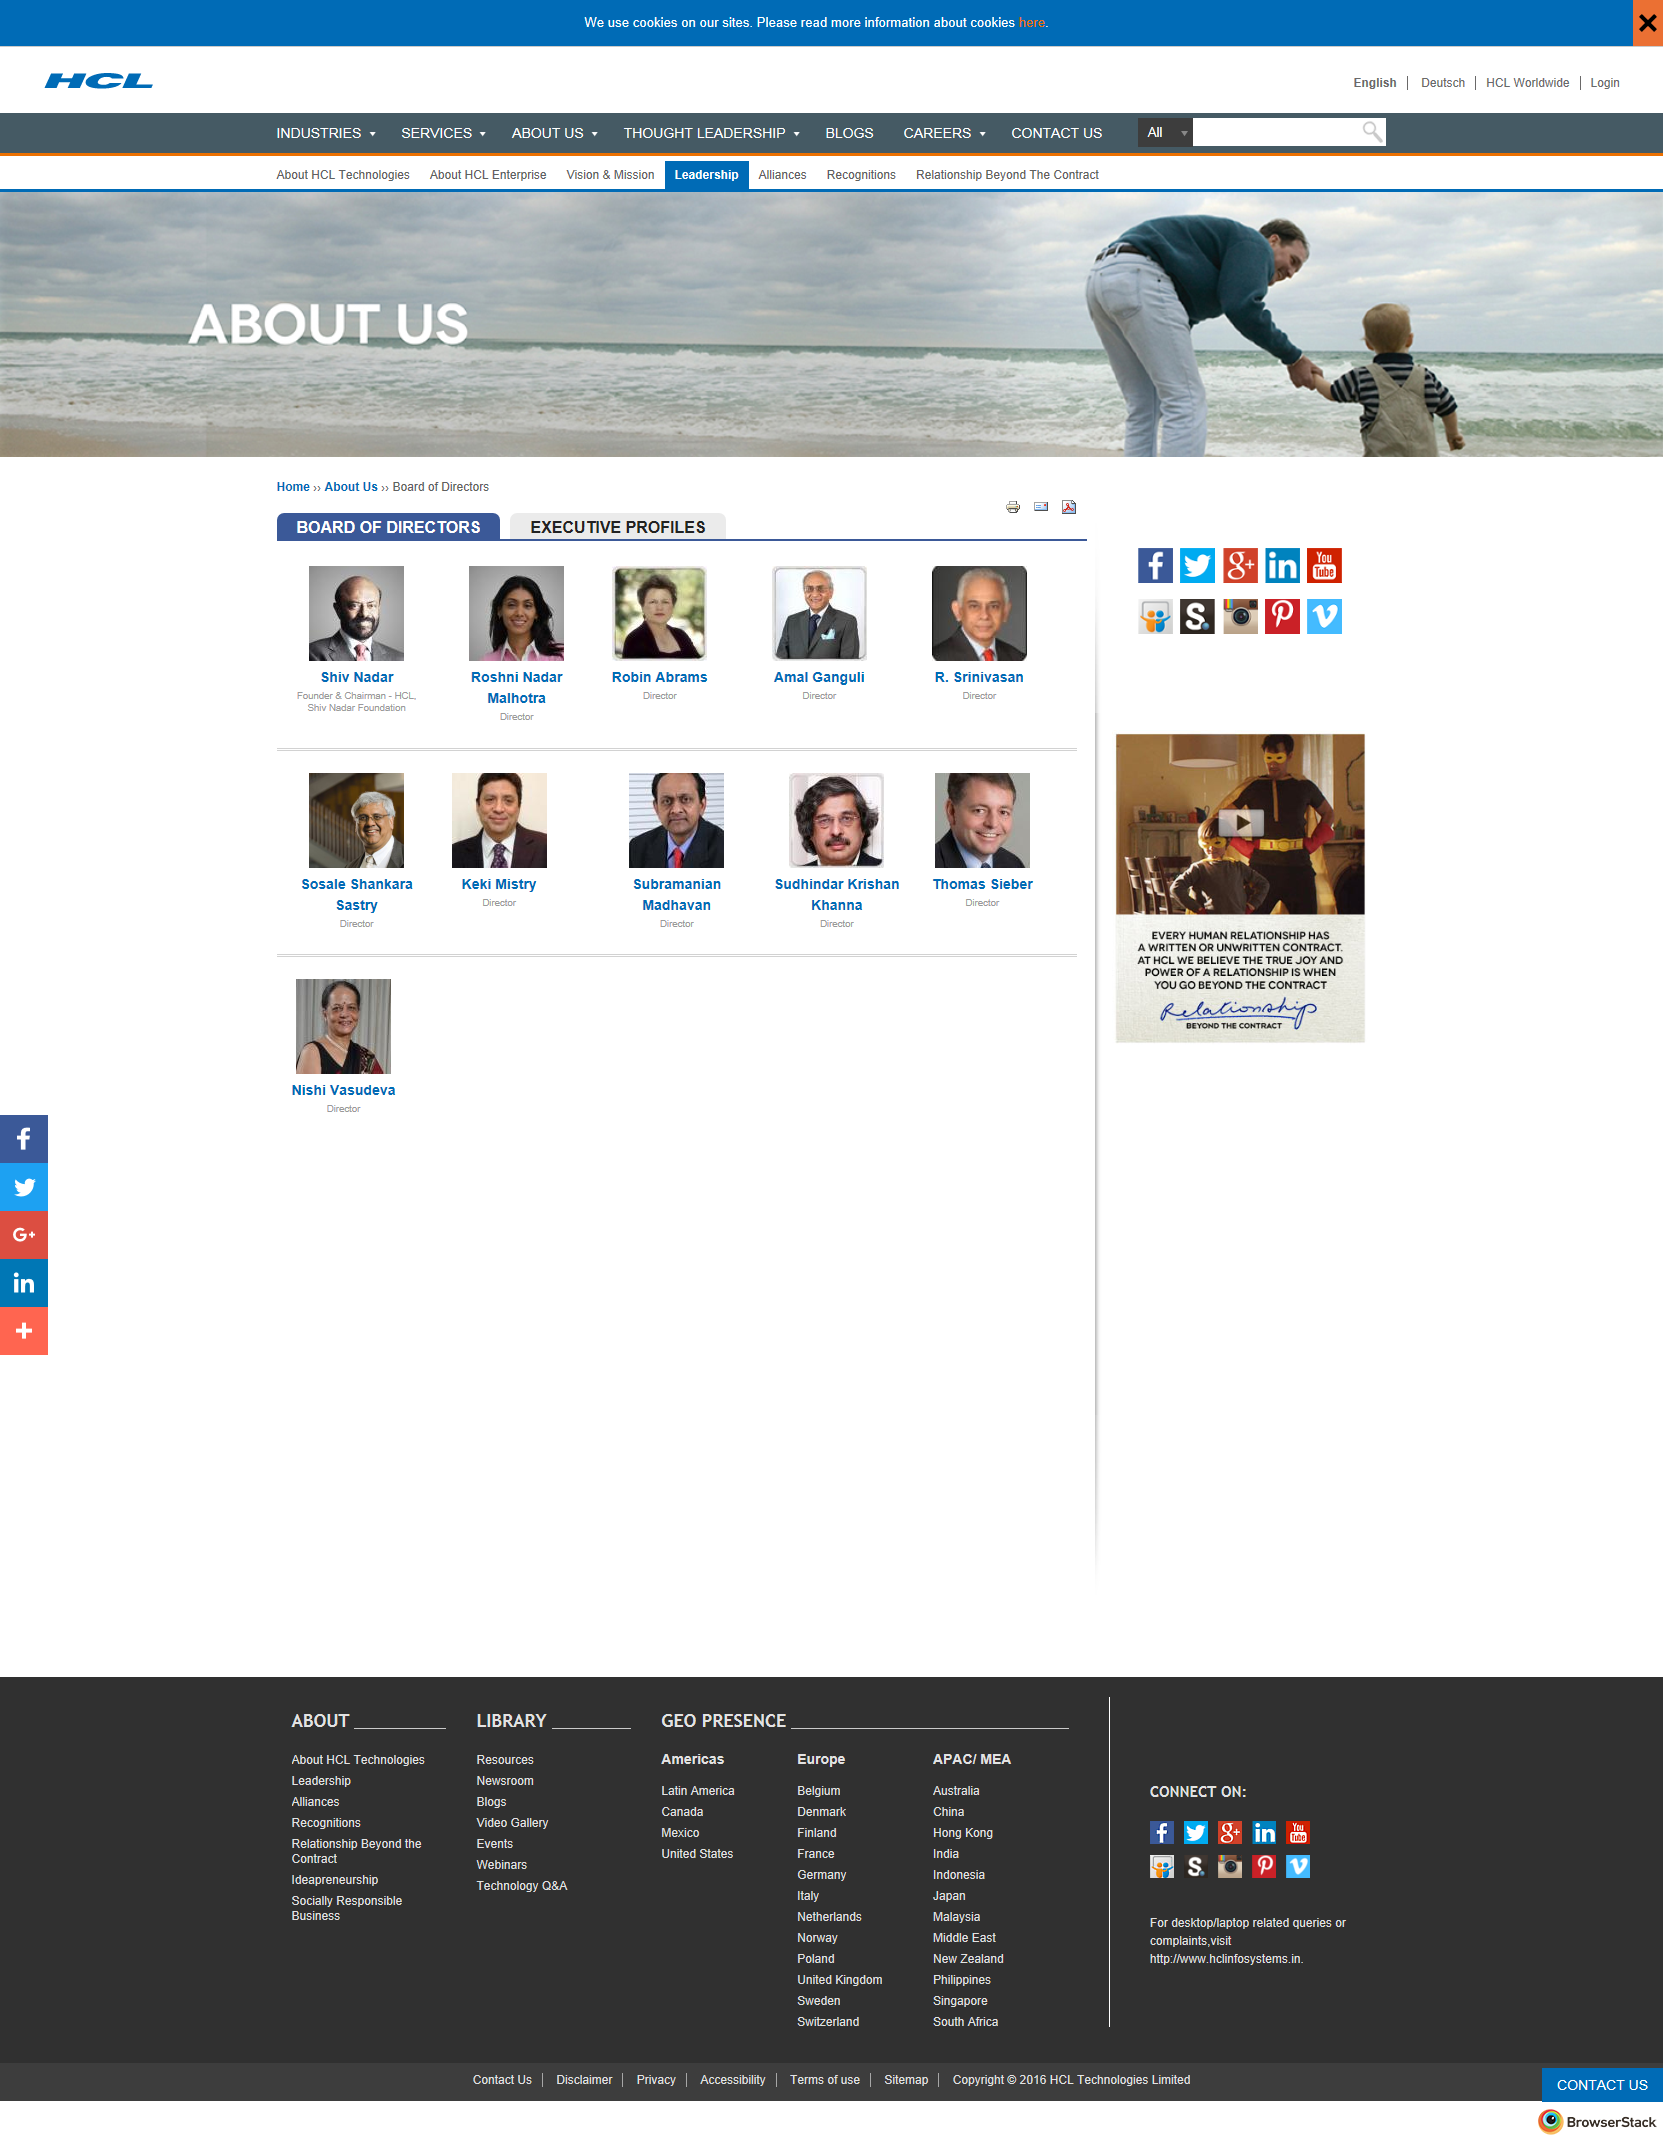 We use cookies on our sites. Please read more information about cookies here.
HCL
English Deutsch HCL Worldwide Login
INDUSTRIES SERVICES ABOUT US THOUGHT LEADERSHIP BLOGS CAREERS CONTACT US All
About HCL Technologies About HCL Enterprise Vision & Mission Leadership Alliances Recognitions Relationship Beyond The Contract
ABOUT US
Home ›› About Us ›› Board of Directors
BOARD OF DIRECTORS EXECUTIVE PROFILES
Shiv Nadar
Founder & Chairman - HCL,
Shiv Nadar Foundation
Roshni Nadar
Malhotra
Director
Robin Abrams
Director
Amal Ganguli
Director
R. Srinivasan
Director
Sosale Shankara
Sastry
Director
Keki Mistry
Director
Subramanian
Madhavan
Director
Sudhindar Krishan
Khanna
Director
Thomas Sieber
Director
Nishi Vasudeva
Director
You
Tube
EVERY HUMAN RELATIONSHIP HAS
A WRITTEN OR UNWRITTEN CONTRACT.
AT HCL WE BELIEVE THE TRUE JOY AND
POWER OF A RELATIONSHIP IS WHEN
YOU GO BEYOND THE CONTRACT
Relationship
BEYOND THE CONTRACT
ABOUT
About HCL Technologies
Leadership
Alliances
Recognitions
Relationship Beyond the
Contract
Ideapreneurship
Socially Responsible
Business
LIBRARY
Resources
Newsroom
Blogs
Video Gallery
Events
Webinars
Technology Q&A
GEO PRESENCE
Americas
Latin America
Canada
Mexico
United States
Europe
Belgium
Denmark
Finland
France
Germany
Italy
Netherlands
Norway
Poland
United Kingdom
Sweden
Switzerland
APAC/ MEA
Australia
China
Hong Kong
India
Indonesia
Japan
Malaysia
Middle East
New Zealand
Philippines
Singapore
South Africa
CONNECT ON:
You
Tube
For desktop/laptop related queries or
complaints,visit
http://www.hclinfosystems.in.
Contact Us Disclaimer Privacy Accessibility Terms of use Sitemap Copyright © 2016 HCL Technologies Limited
CONTACT US
BrowserStack